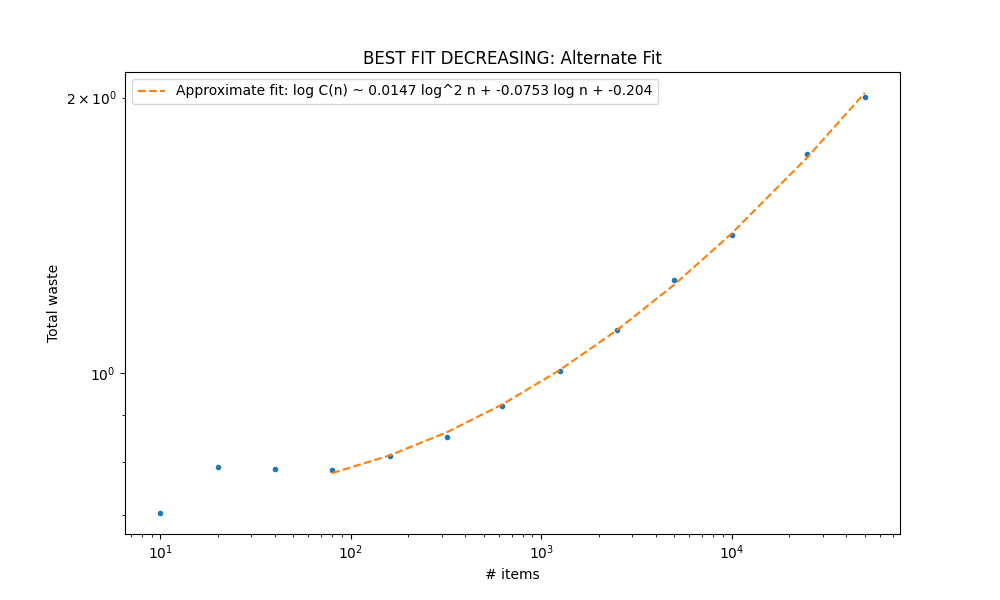 BEST FIT DECREASING: Alternate Fit
Approximate fit: log C(n) ~ 0.0147 log^2 n + -0.0753 log n + -0.204
2 × 10⁰
10⁰
Total waste
10¹ 10² 10³ 10⁴
# items